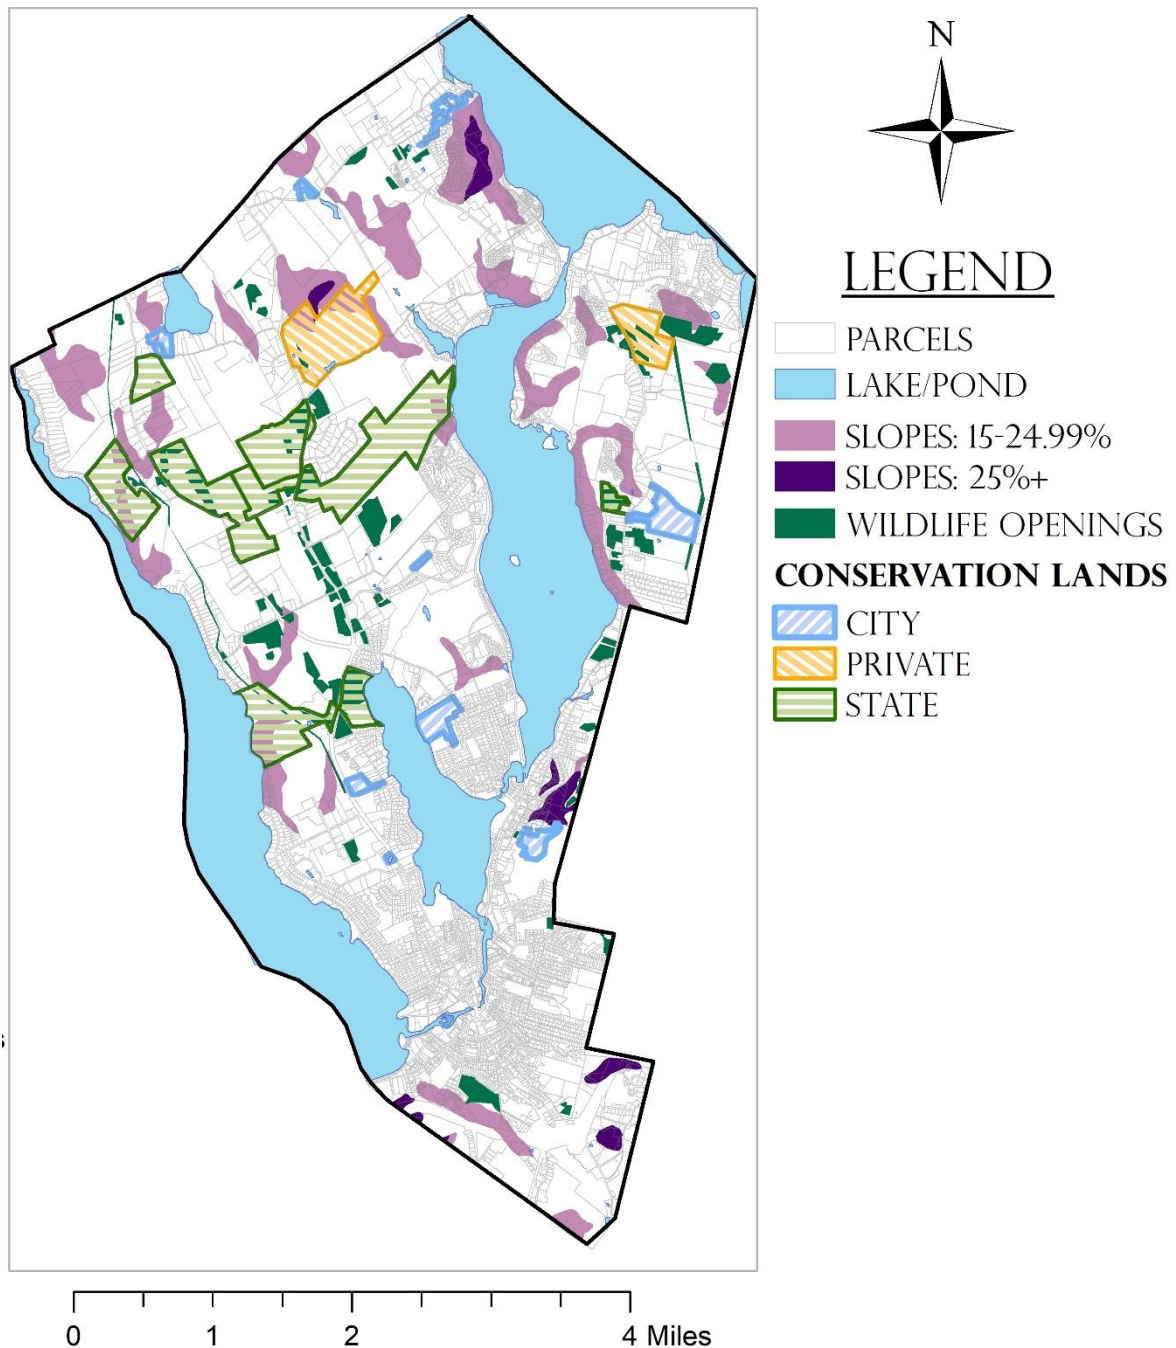 N
LEGEND
PARCELS
LAKE/POND
SLOPES: 15-24.99%
SLOPES: 25%+
WILDLIFE OPENINGS
CONSERVATION LANDS
CITY
PRIVATE
STATE
0 1 2 4 Miles